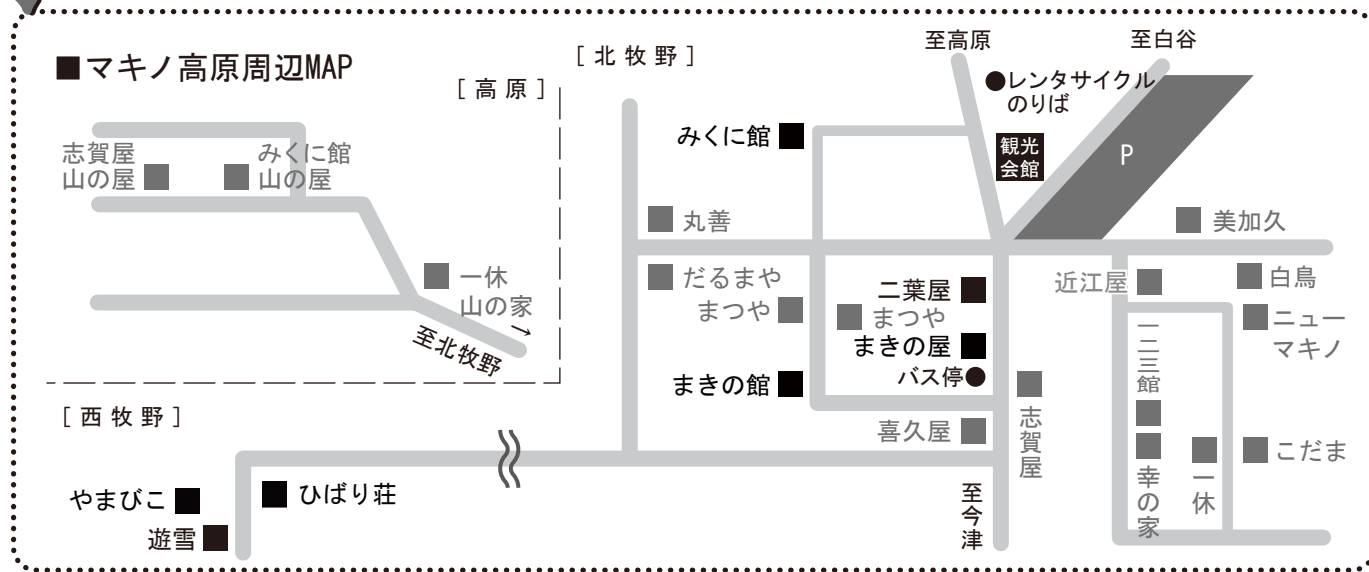 ■マキノ高原周辺MAP
[高原]
志賀屋
山の屋
みくに館
山の屋
一休
山の家
→
至北牧野
[北牧野]
至高原
至白谷
●レンタサイクル
のりば
みくに館
観光
会館
P
丸善
美加久
だるまや
まつや
まつや
二葉屋
まきの屋
バス停●
まきの館
喜久屋
志賀屋
至今津
近江屋
白鳥
ニュー
マキノ
一二三館
幸の家
一休
こだま
[西牧野]
やまびこ
ひばり荘
遊雪